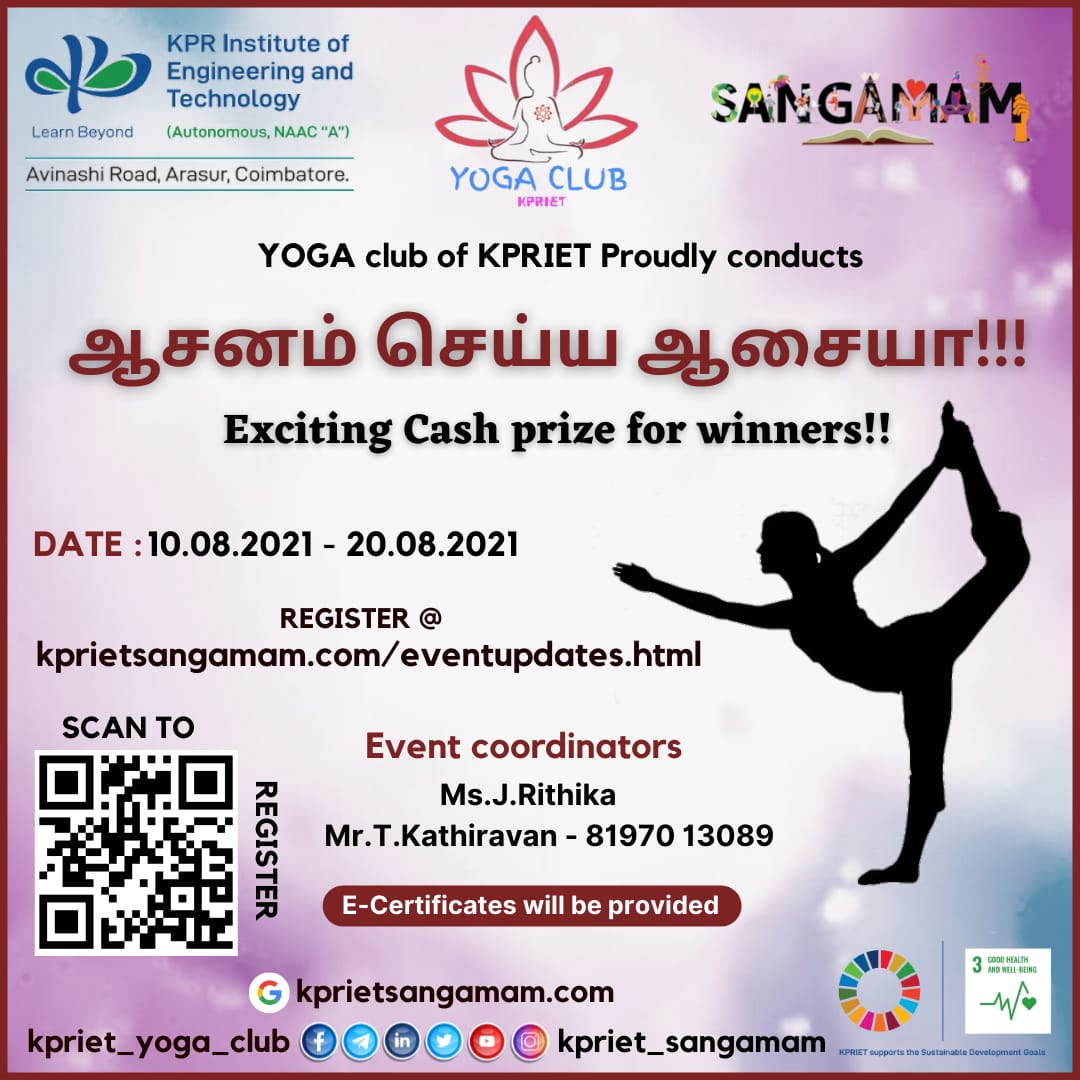 KPR Institute of
Engineering and
Technology
Learn Beyond
(Autonomous, NAAC "A")
Avinashi Road, Arasur, Coimbatore.
YOGA CLUB
KPRIET
SANGAMAM
YOGA club of KPRIET Proudly conducts
ஆசனம் செய்ய ஆசையா!!!
Exciting Cash prize for winners!!
DATE : 10.08.2021 - 20.08.2021
REGISTER @
kprietsangamam.com/eventupdates.html
SCAN TO
REGISTER
Event coordinators
Ms.J.Rithika
Mr.T.Kathiravan - 81970 13089
E-Certificates will be provided
G kprietsangamam.com
kpriet_yoga_club kpriet_sangamam
3 GOOD HEALTH
AND WELL-BEING
KPRIET supports the Sustainable Development Goals